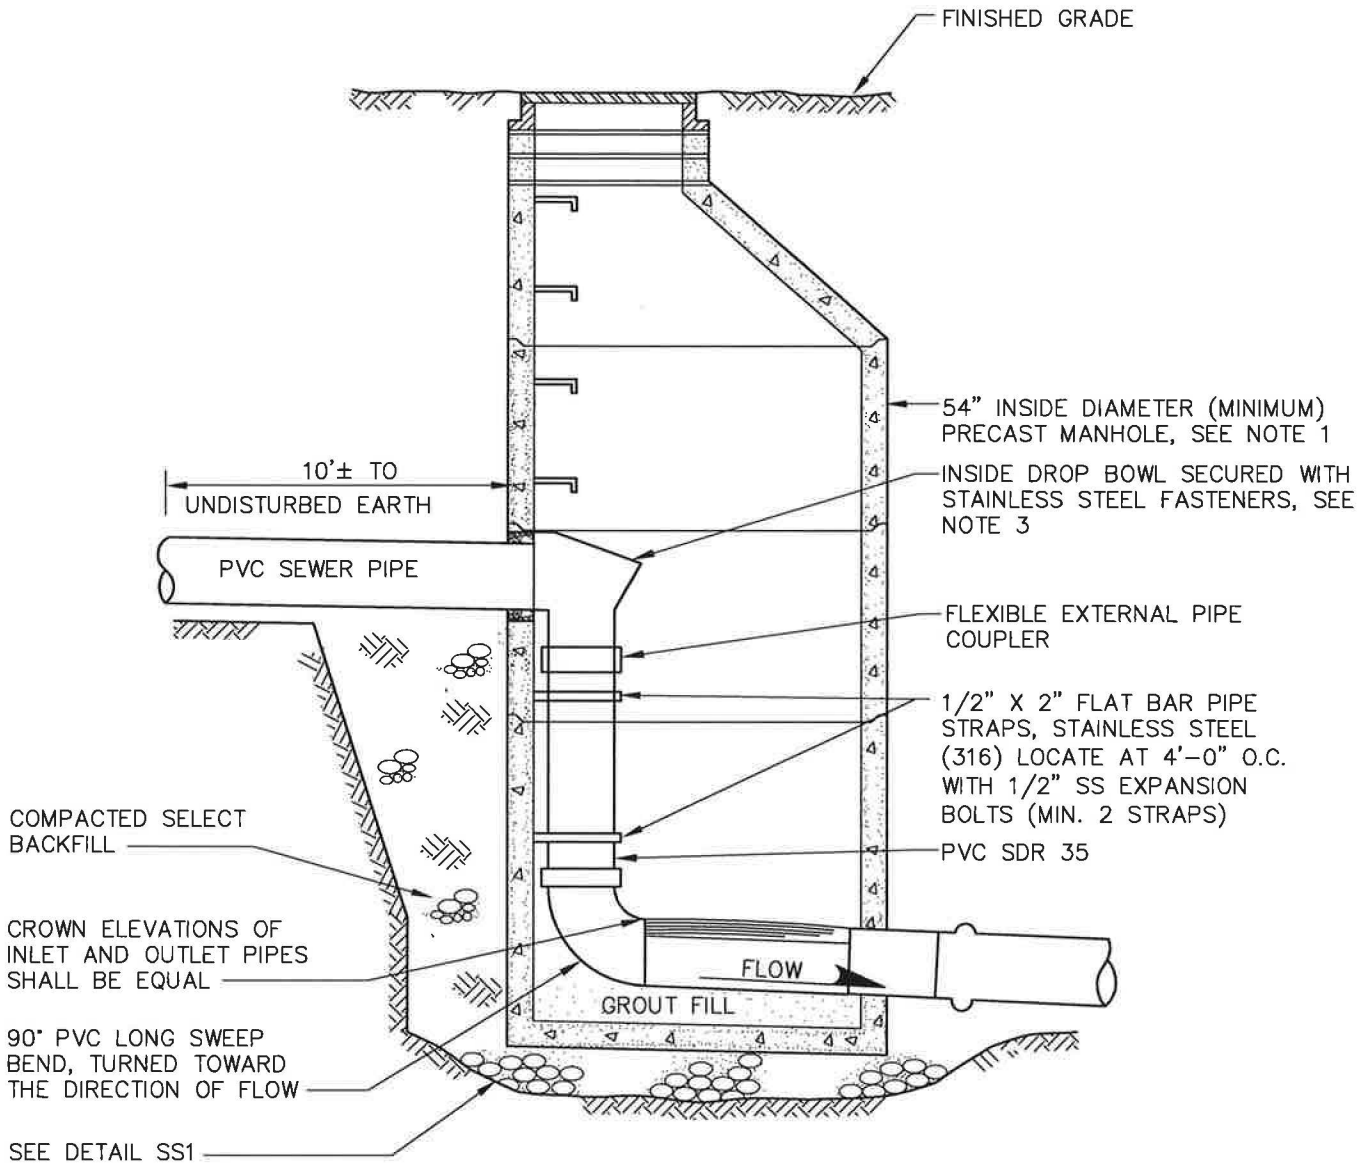 FINISHED GRADE
54" INSIDE DIAMETER (MINIMUM)
PRECAST MANHOLE, SEE NOTE 1
10'± TO
UNDISTURBED EARTH
INSIDE DROP BOWL SECURED WITH
STAINLESS STEEL FASTENERS, SEE
NOTE 3
PVC SEWER PIPE
FLEXIBLE EXTERNAL PIPE
COUPLER
1/2" X 2" FLAT BAR PIPE
STRAPS, STAINLESS STEEL
(316) LOCATE AT 4'-0" O.C.
WITH 1/2" SS EXPANSION
BOLTS (MIN. 2 STRAPS)
COMPACTED SELECT
BACKFILL
PVC SDR 35
CROWN ELEVATIONS OF
INLET AND OUTLET PIPES
SHALL BE EQUAL
FLOW
GROUT FILL
90° PVC LONG SWEEP
BEND, TURNED TOWARD
THE DIRECTION OF FLOW
SEE DETAIL SS1